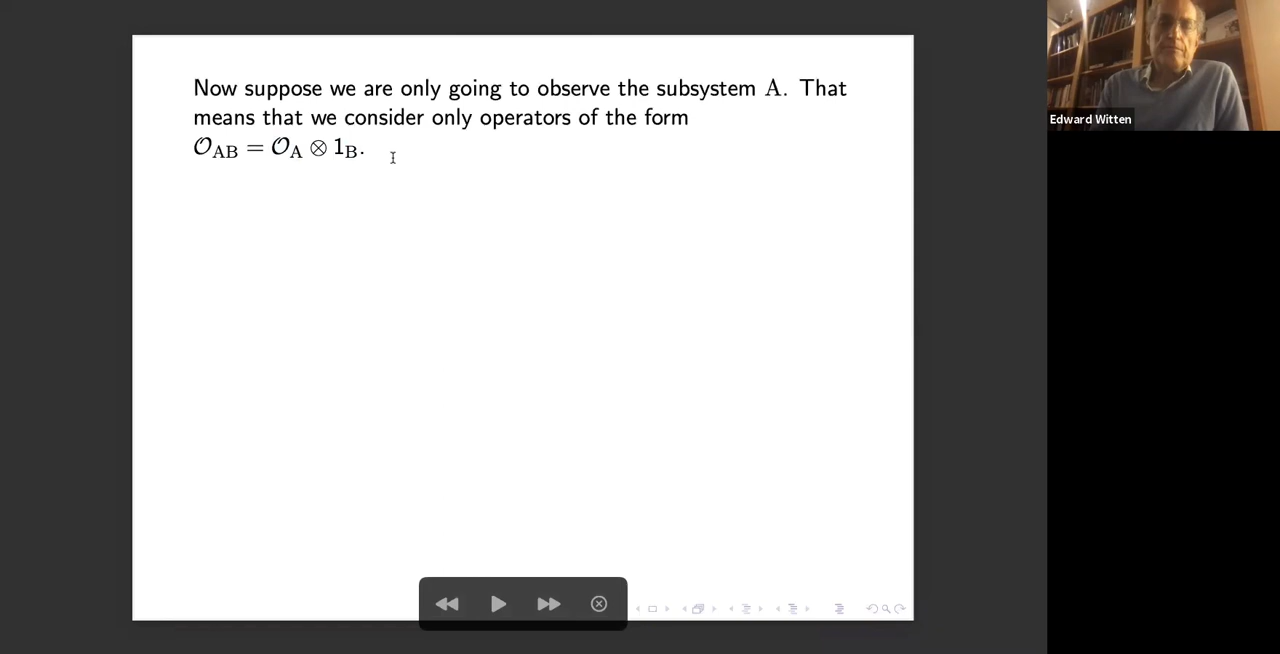 Now suppose we are only going to observe the subsystem A. That
means that we consider only operators of the form
𝒪_AB = 𝒪_A ⊗ 1_B.
Edward Witten